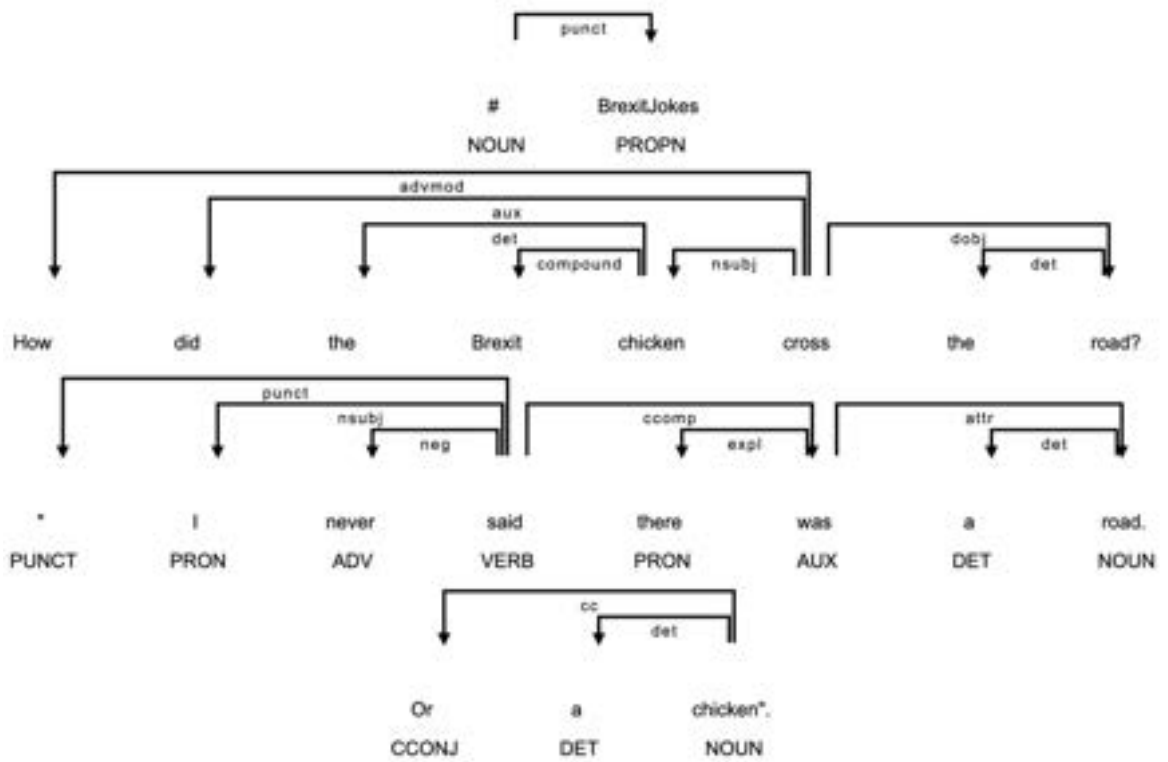 punct
# BrexitJokes
NOUN PROPN
advmod
aux
det dobj
compound nsubj det
How did the Brexit chicken cross the road?
punct
nsubj ccomp attr
neg expl det
" I never said there was a road.
PUNCT PRON ADV VERB PRON AUX DET NOUN
cc
det
Or a chicken".
CCONJ DET NOUN